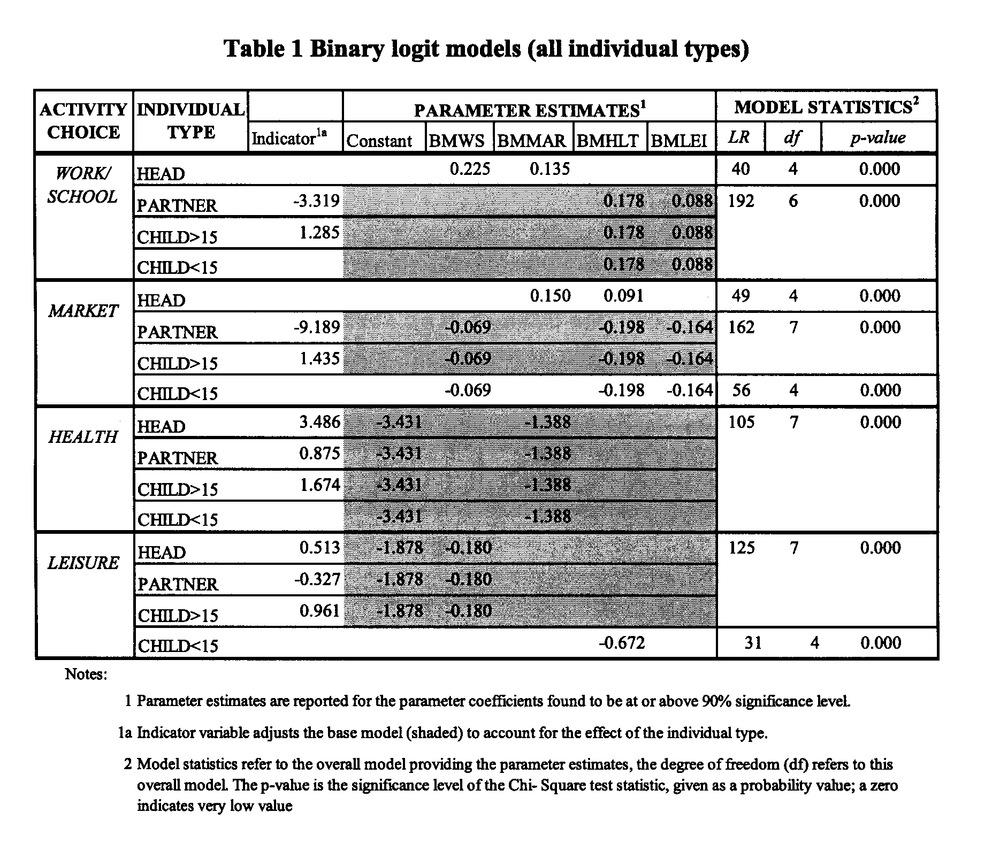 Table 1 Binary logit models (all individual types)
ACTIVITY CHOICE INDIVIDUAL TYPE PARAMETER ESTIMATES1 MODEL STATISTICS2
Indicator1a Constant BMWS BMMAR BMHLT BMLEI LR df p-value
WORK/ SCHOOL HEAD 0.225 0.135 40 4 0.000
PARTNER -3.319 0.178 0.088 192 6 0.000
CHILD>15 1.285 0.178 0.088
CHILD<15 0.178 0.088
MARKET HEAD 0.150 0.091 49 4 0.000
PARTNER -9.189 -0.069 -0.198 -0.164 162 7 0.000
CHILD>15 1.435 -0.069 -0.198 -0.164
CHILD<15 -0.069 -0.198 -0.164 56 4 0.000
HEALTH HEAD 3.486 -3.431 -1.388 105 7 0.000
PARTNER 0.875 -3.431 -1.388
CHILD>15 1.674 -3.431 -1.388
CHILD<15 -3.431 -1.388
LEISURE HEAD 0.513 -1.878 -0.180 125 7 0.000
PARTNER -0.327 -1.878 -0.180
CHILD>15 0.961 -1.878 -0.180
CHILD<15 -0.672 31 4 0.000
Notes:
1 Parameter estimates are reported for the parameter coefficients found to be at or above 90% significance level.
1a Indicator variable adjusts the base model (shaded) to account for the effect of the individual type.
2 Model statistics refer to the overall model providing the parameter estimates, the degree of freedom (df) refers to this
overall model. The p-value is the significance level of the Chi- Square test statistic, given as a probability value; a zero
indicates very low value